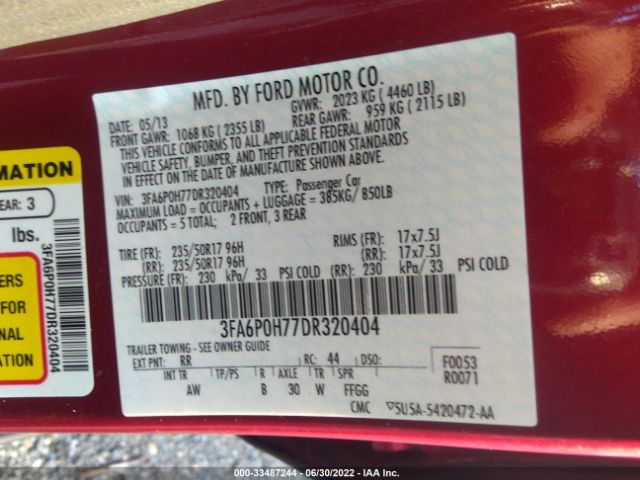 MFD. BY FORD MOTOR CO.
DATE: 05/13 GVWR: 2023 KG ( 4460 LB)
FRONT GAWR: 1068 KG ( 2355 LB) REAR GAWR: 959 KG ( 2115 LB)
THIS VEHICLE CONFORMS TO ALL APPLICABLE FEDERAL MOTOR
VEHICLE SAFETY, BUMPER, AND THEFT PREVENTION STANDARDS
IN EFFECT ON THE DATE OF MANUFACTURE SHOWN ABOVE.
VIN: 3FA6P0H77DR320404 TYPE: Passenger Car
MAXIMUM LOAD = OCCUPANTS + LUGGAGE = 385KG/ 850LB
OCCUPANTS = 5 TOTAL; 2 FRONT, 3 REAR
TIRE (FR): 235/50R17 96H RIMS (FR): 17x7.5J
(RR): 235/50R17 96H (RR): 17x7.5J
PRESSURE (FR): 230 kPa/ 33 PSI COLD (RR): 230 kPa/ 33 PSI COLD
3FA6P0H77DR320404
TRAILER TOWING - SEE OWNER GUIDE
EXT PNT: RR RC: 44 DSO: F0053
R0071
INT TR TP/PS R AXLE TR SPR
AW B 30 W FFGG
CMC 5U5A-5420472-AA
MATION
EAR: 3
lbs.
3FA6P0H77DR320404
ERS
FOR
NAL
ATION
000-33487244 - 06/30/2022 - IAA Inc.